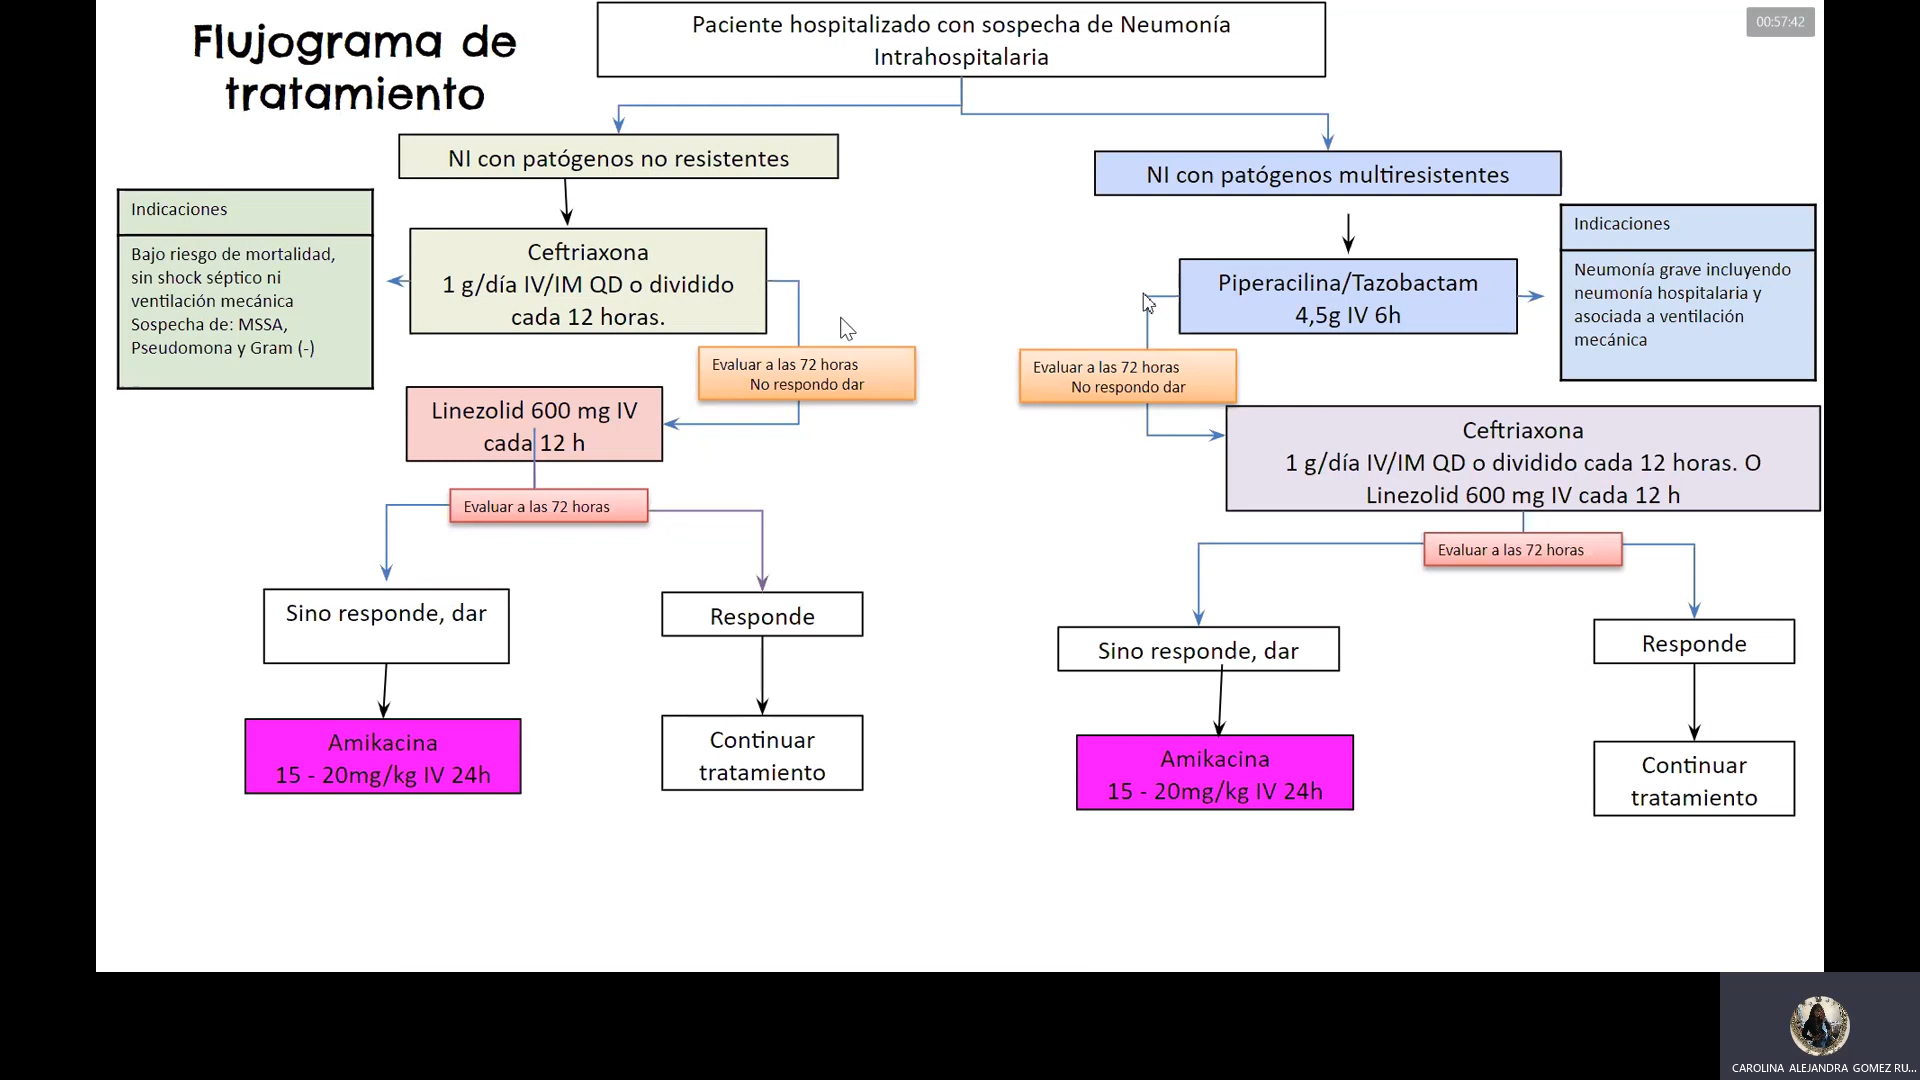 00:57:42
Flujograma de
tratamiento
Paciente hospitalizado con sospecha de Neumonía
Intrahospitalaria
NI con patógenos no resistentes
Indicaciones
Bajo riesgo de mortalidad,
sin shock séptico ni
ventilación mecánica
Sospecha de: MSSA,
Pseudomona y Gram (-)
Ceftriaxona
1 g/día IV/IM QD o dividido
cada 12 horas.
Evaluar a las 72 horas
No respondo dar
Linezolid 600 mg IV
cada 12 h
Evaluar a las 72 horas
Sino responde, dar
Amikacina
15 - 20mg/kg IV 24h
Responde
Continuar
tratamiento
NI con patógenos multiresistentes
Piperacilina/Tazobactam
4,5g IV 6h
Indicaciones
Neumonía grave incluyendo
neumonía hospitalaria y
asociada a ventilación
mecánica
Evaluar a las 72 horas
No respondo dar
Ceftriaxona
1 g/día IV/IM QD o dividido cada 12 horas. O
Linezolid 600 mg IV cada 12 h
Evaluar a las 72 horas
Sino responde, dar
Amikacina
15 - 20mg/kg IV 24h
Responde
Continuar
tratamiento
CAROLINA ALEJANDRA GOMEZ RU...